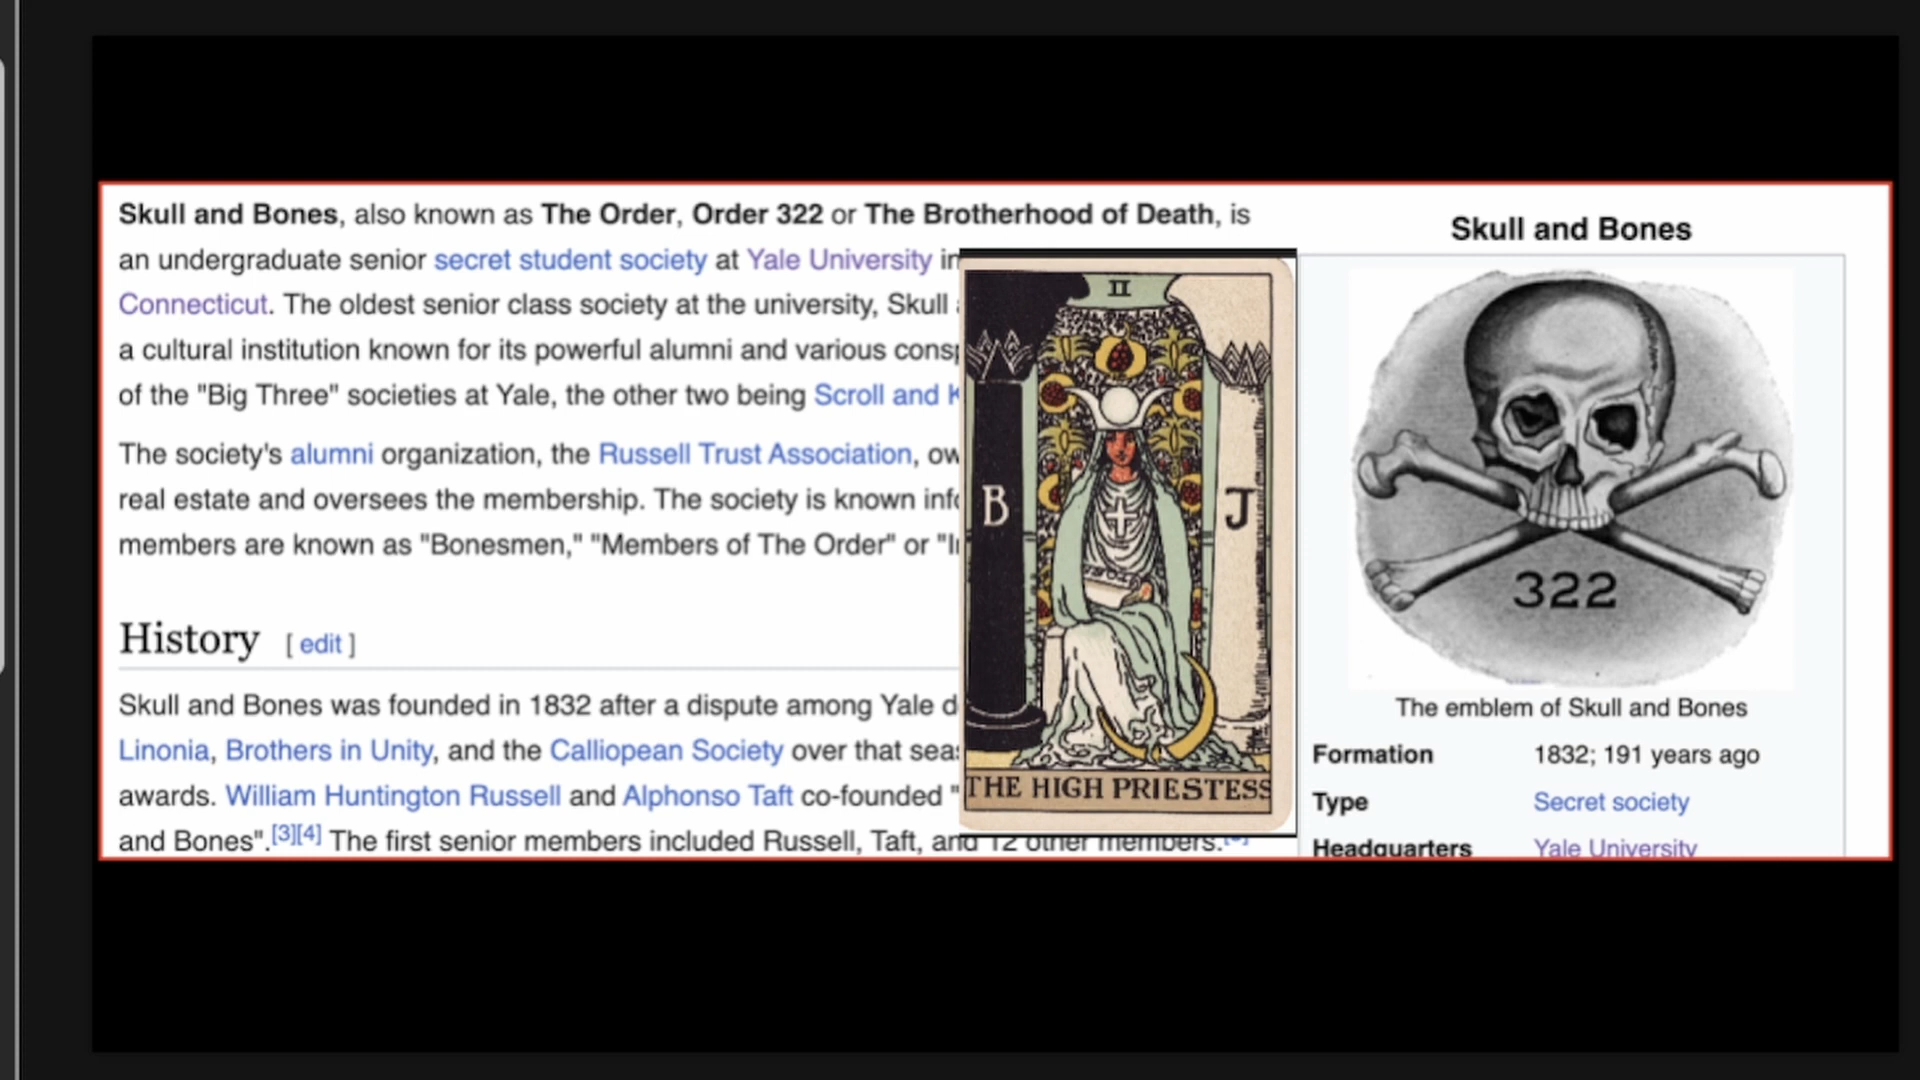 Skull and Bones, also known as The Order, Order 322 or The Brotherhood of Death, is
an undergraduate senior secret student society at Yale University in
Connecticut. The oldest senior class society at the university, Skull
a cultural institution known for its powerful alumni and various
of the "Big Three" societies at Yale, the other two being Scroll and
The society's alumni organization, the Russell Trust Association,
real estate and oversees the membership. The society is known
members are known as "Bonesmen," "Members of The Order" or
History [ edit ]
Skull and Bones was founded in 1832 after a dispute among Yale
Linonia, Brothers in Unity, and the Calliopean Society over that
awards. William Huntington Russell and Alphonso Taft co-founded "
and Bones".[3][4] The first senior members included Russell, Taft, and 12 other members.
II
B
J
THE HIGH PRIESTESS
Skull and Bones
322
The emblem of Skull and Bones
Formation 1832; 191 years ago
Type Secret society
Headquarters Yale University